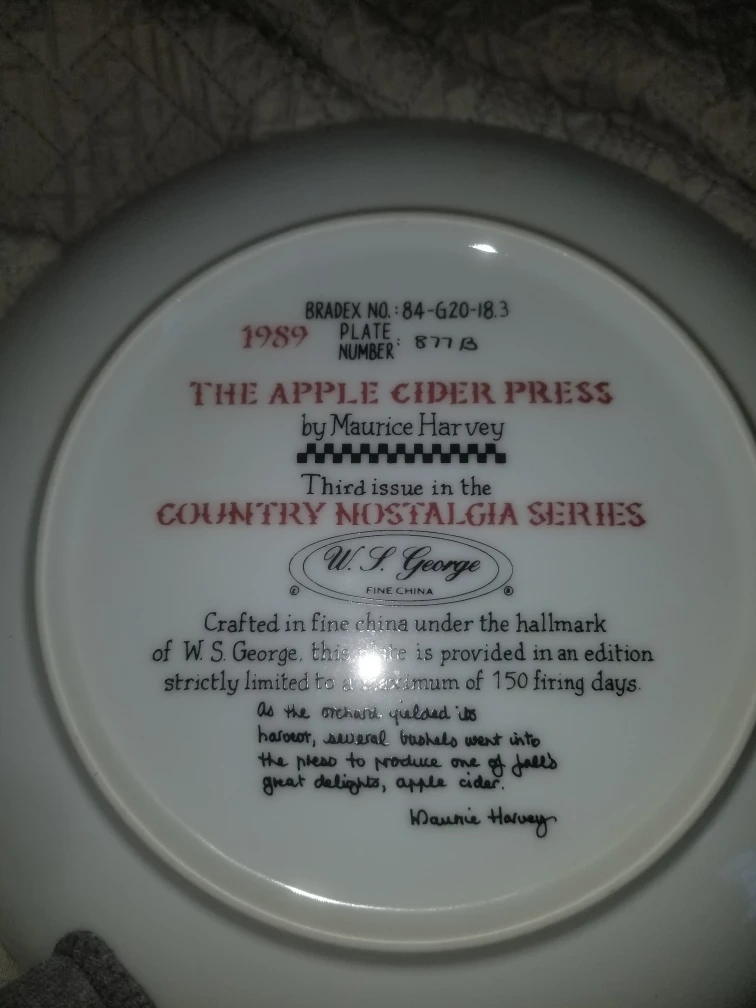 BRADEX NO.: 84-G20-18.3
1989 PLATE NUMBER: 877B
THE APPLE CIDER PRESS
by Maurice Harvey
Third issue in the
COUNTRY NOSTALGIA SERIES
W. S. George
© FINE CHINA ®
Crafted in fine china under the hallmark
of W. S. George, this plate is provided in an edition
strictly limited to a maximum of 150 firing days.
As the orchard yielded its
harvest, several bushels went into
the press to produce one of fall's
great delights, apple cider.
Maurice Harvey